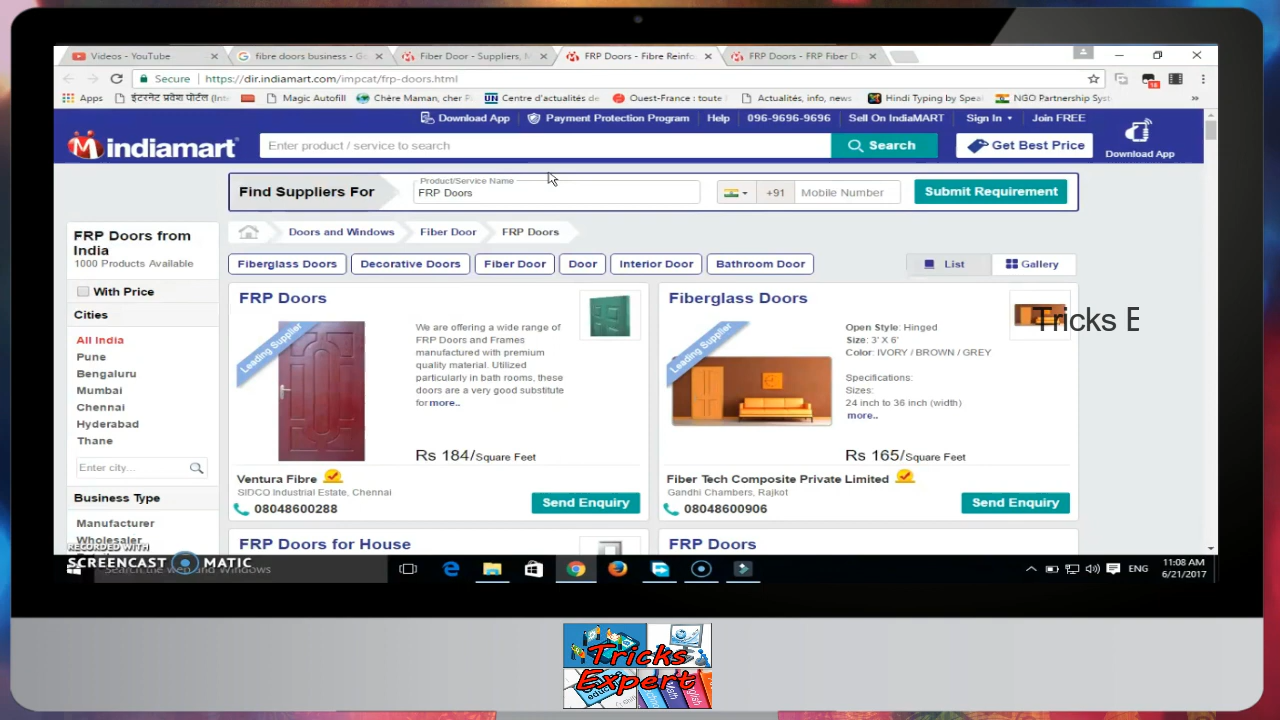 Videos - YouTube
fibre doors business - G
Fiber Door - Suppliers, M
FRP Doors - Fibre Reinfo
FRP Doors - FRP Fiber D
Secure
https://dir.indiamart.com/impcat/frp-doors.html
Apps
इंटरनेट प्रवेश पोर्टल (Inte
Magic Autofill
Chère Maman, cher P
UN Centre d'actualités de
Ouest-France : toute
Actualités, info, news
Hindi Typing by Speak
NGO Partnership Syst
Download App
Payment Protection Program
Help
096-9696-9696
Sell On IndiaMART
Sign In
Join FREE
indiamart
Enter product / service to search
Search
Get Best Price
Download App
Find Suppliers For
Product/Service Name
FRP Doors
+91
Mobile Number
Submit Requirement
Doors and Windows
Fiber Door
FRP Doors
FRP Doors from
India
1000 Products Available
With Price
Cities
All India
Pune
Bengaluru
Mumbai
Chennai
Hyderabad
Thane
Enter city...
Business Type
Manufacturer
Wholesaler
Fiberglass Doors
Decorative Doors
Fiber Door
Door
Interior Door
Bathroom Door
List
Gallery
FRP Doors
Leading Supplier
We are offering a wide range of
FRP Doors and Frames
manufactured with premium
quality material. Utilized
particularly in bath rooms, these
doors are a very good substitute
for more..
Rs 184/Square Feet
Ventura Fibre
SIDCO Industrial Estate, Chennai
08048600288
Send Enquiry
Fiberglass Doors
Leading Supplier
Open Style: Hinged
Size: 3' X 6'
Color: IVORY / BROWN / GREY
Specifications:
Sizes:
24 inch to 36 inch (width)
more..
Rs 165/Square Feet
Fiber Tech Composite Private Limited
Gandhi Chambers, Rajkot
08048600906
Send Enquiry
Tricks E
FRP Doors for House
FRP Doors
RECORDED WITH
SCREENCAST MATIC
Search the web and Windows
ENG
11:08 AM
6/21/2017
Tricks
Expert